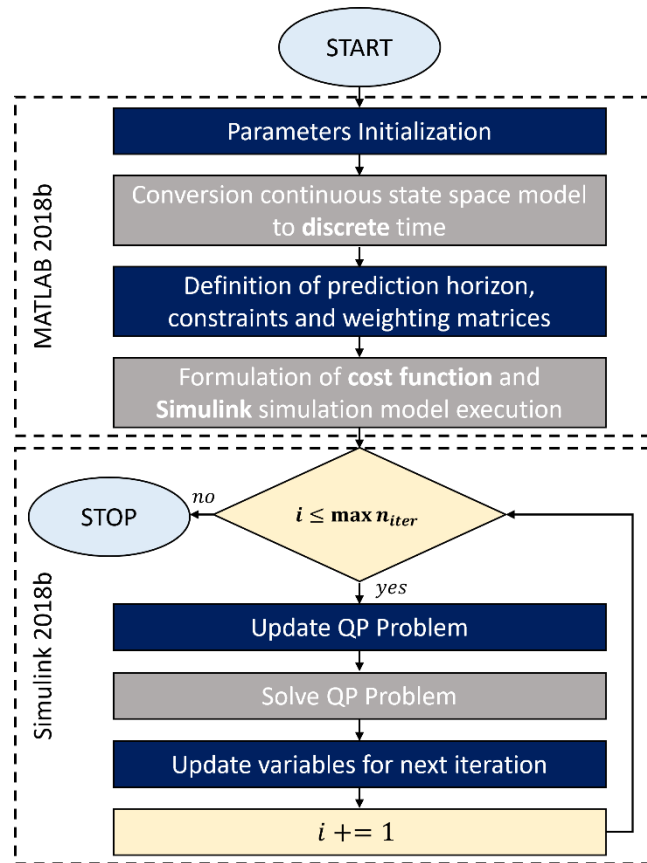 START
MATLAB 2018b
Parameters Initialization
Conversion continuous state space model
to discrete time
Definition of prediction horizon,
constraints and weighting matrices
Formulation of cost function and
Simulink simulation model execution
Simulink 2018b
i ≤ max n_iter
no
STOP
yes
Update QP Problem
Solve QP Problem
Update variables for next iteration
i += 1